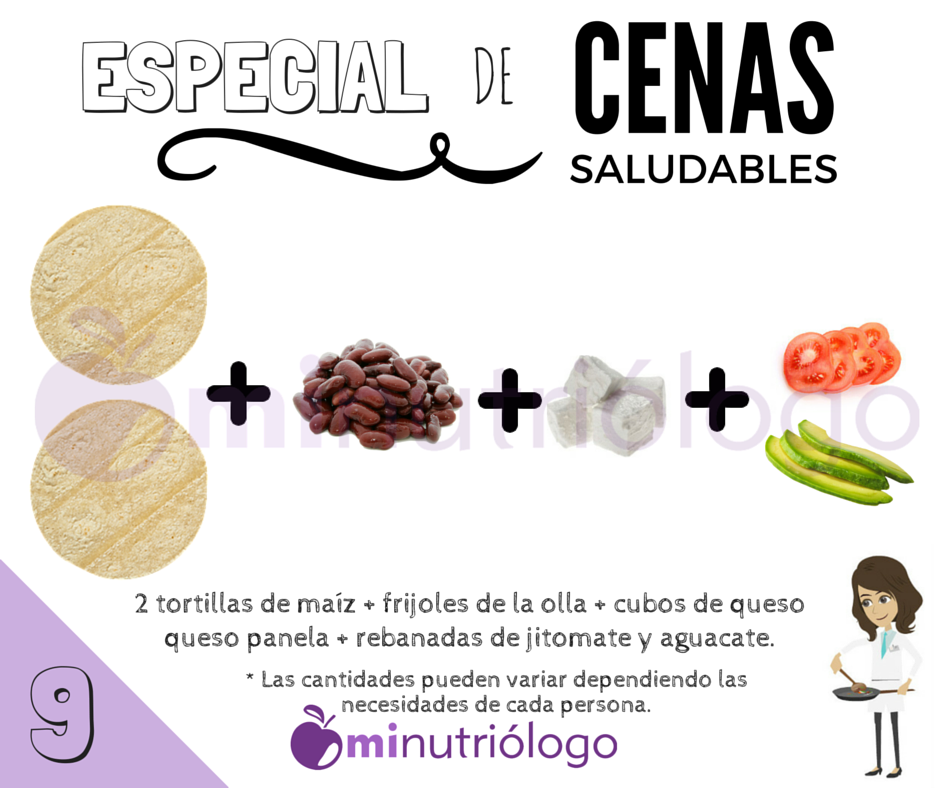 ESPECIAL DE CENAS
SALUDABLES
minutriólogo
2 tortillas de maíz + frijoles de la olla + cubos de queso
queso panela + rebanadas de jitomate y aguacate.
* Las cantidades pueden variar dependiendo las
necesidades de cada persona.
9
minutriólogo